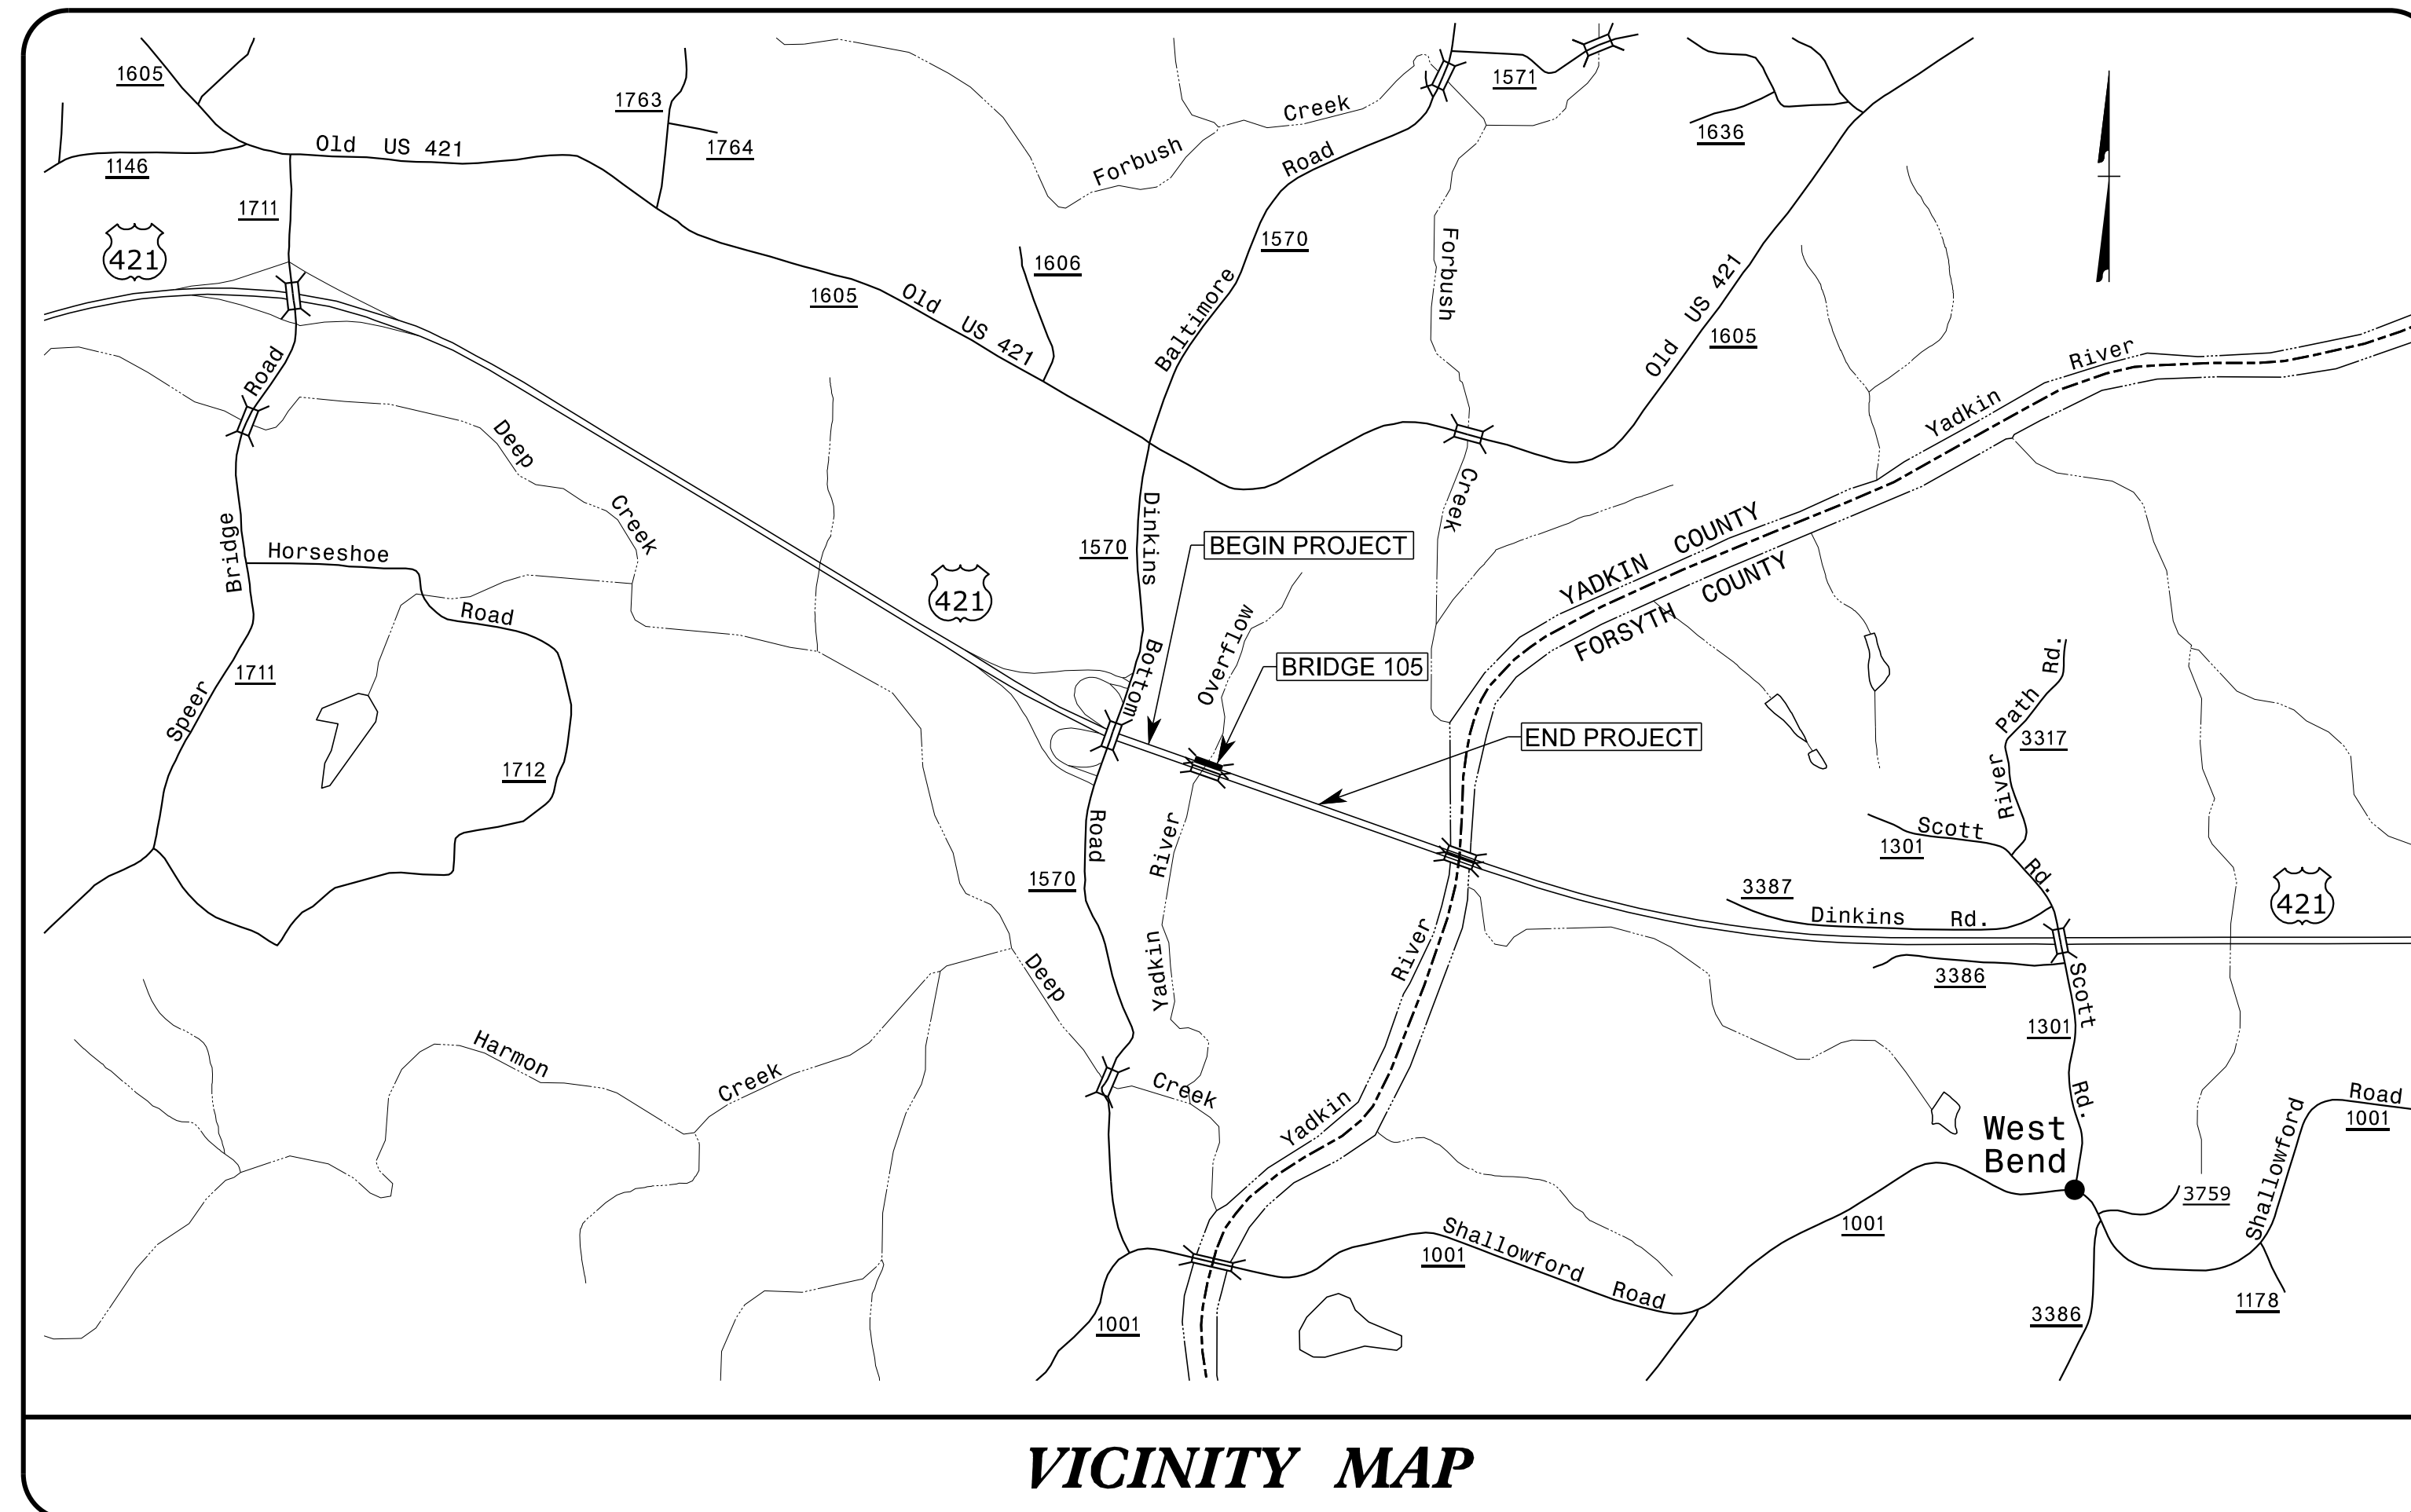 1605
1146
Old US 421
1763
1764
Forbush Creek
Baltimore Road
1571
1636
1711
421
1605
Old US 421
1606
1570
Forbush Creek
Old US 421
1605
Yadkin River
Speer Bridge Road
Deep Creek
Horseshoe Road
1711
1712
421
1570
Dinkins Bottom Road
BEGIN PROJECT
BRIDGE 105
END PROJECT
YADKIN COUNTY
FORSYTH COUNTY
Yadkin River Overflow
1570
River Path Rd.
3317
Scott Rd.
1301
3387
Dinkins Rd.
421
3386
Scott Rd.
1301
Yadkin River
Deep Creek
Harmon Creek
West
Bend
3759
Shallowford Road
1001
1001
Shallowford Road
1001
1001
3386
1178
VICINITY MAP